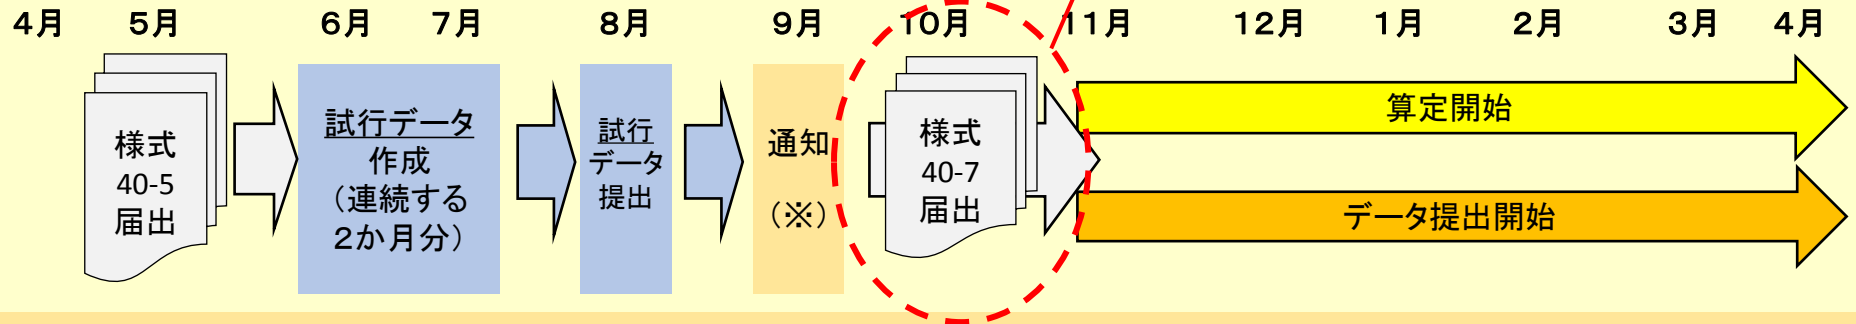 4月 5月 6月 7月 8月 9月 10月 11月 12月 1月 2月 3月 4月
様式
40-5
届出
試行データ
作成
（連続する
２か月分）
試行
データ
提出
通知
（※）
様式
40-7
届出
算定開始
データ提出開始